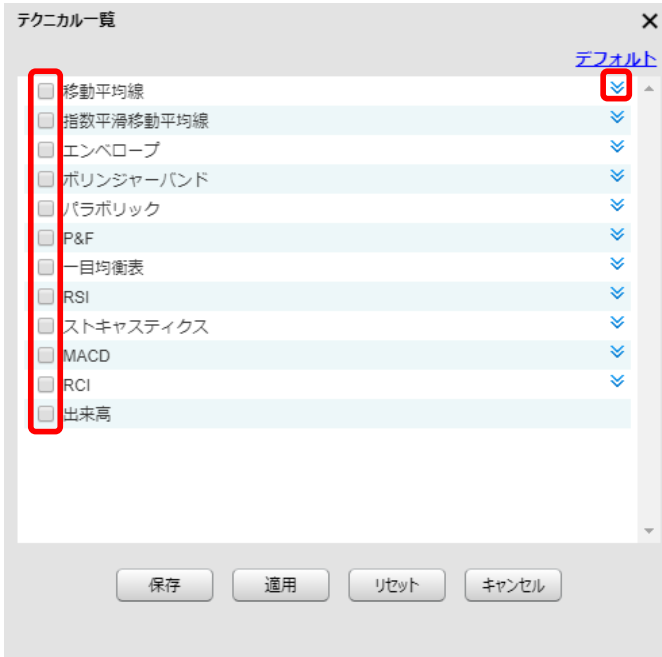 テクニカル一覧
デフォルト
移動平均線
指数平滑移動平均線
エンベロープ
ボリンジャーバンド
パラボリック
P&F
一目均衡表
RSI
ストキャスティクス
MACD
RCI
出来高
保存 適用 リセット キャンセル